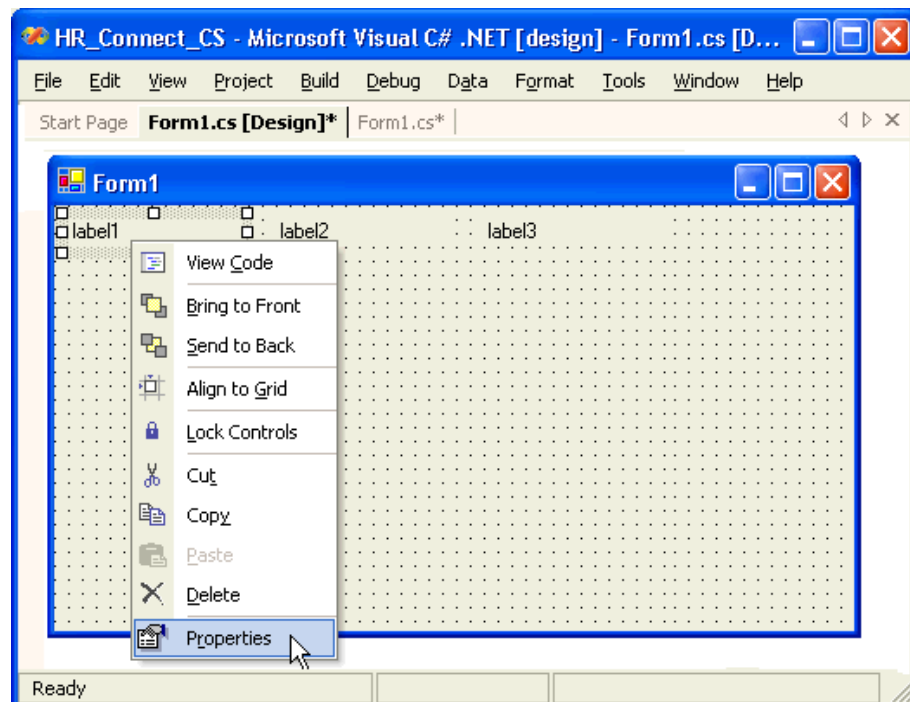 HR_Connect_CS - Microsoft Visual C# .NET [design] - Form1.cs [D...
File Edit View Project Build Debug Data Format Tools Window Help
Start Page Form1.cs [Design]* Form1.cs*
Form1
label1 label2 label3
View Code
Bring to Front
Send to Back
Align to Grid
Lock Controls
Cut
Copy
Paste
Delete
Properties
Ready